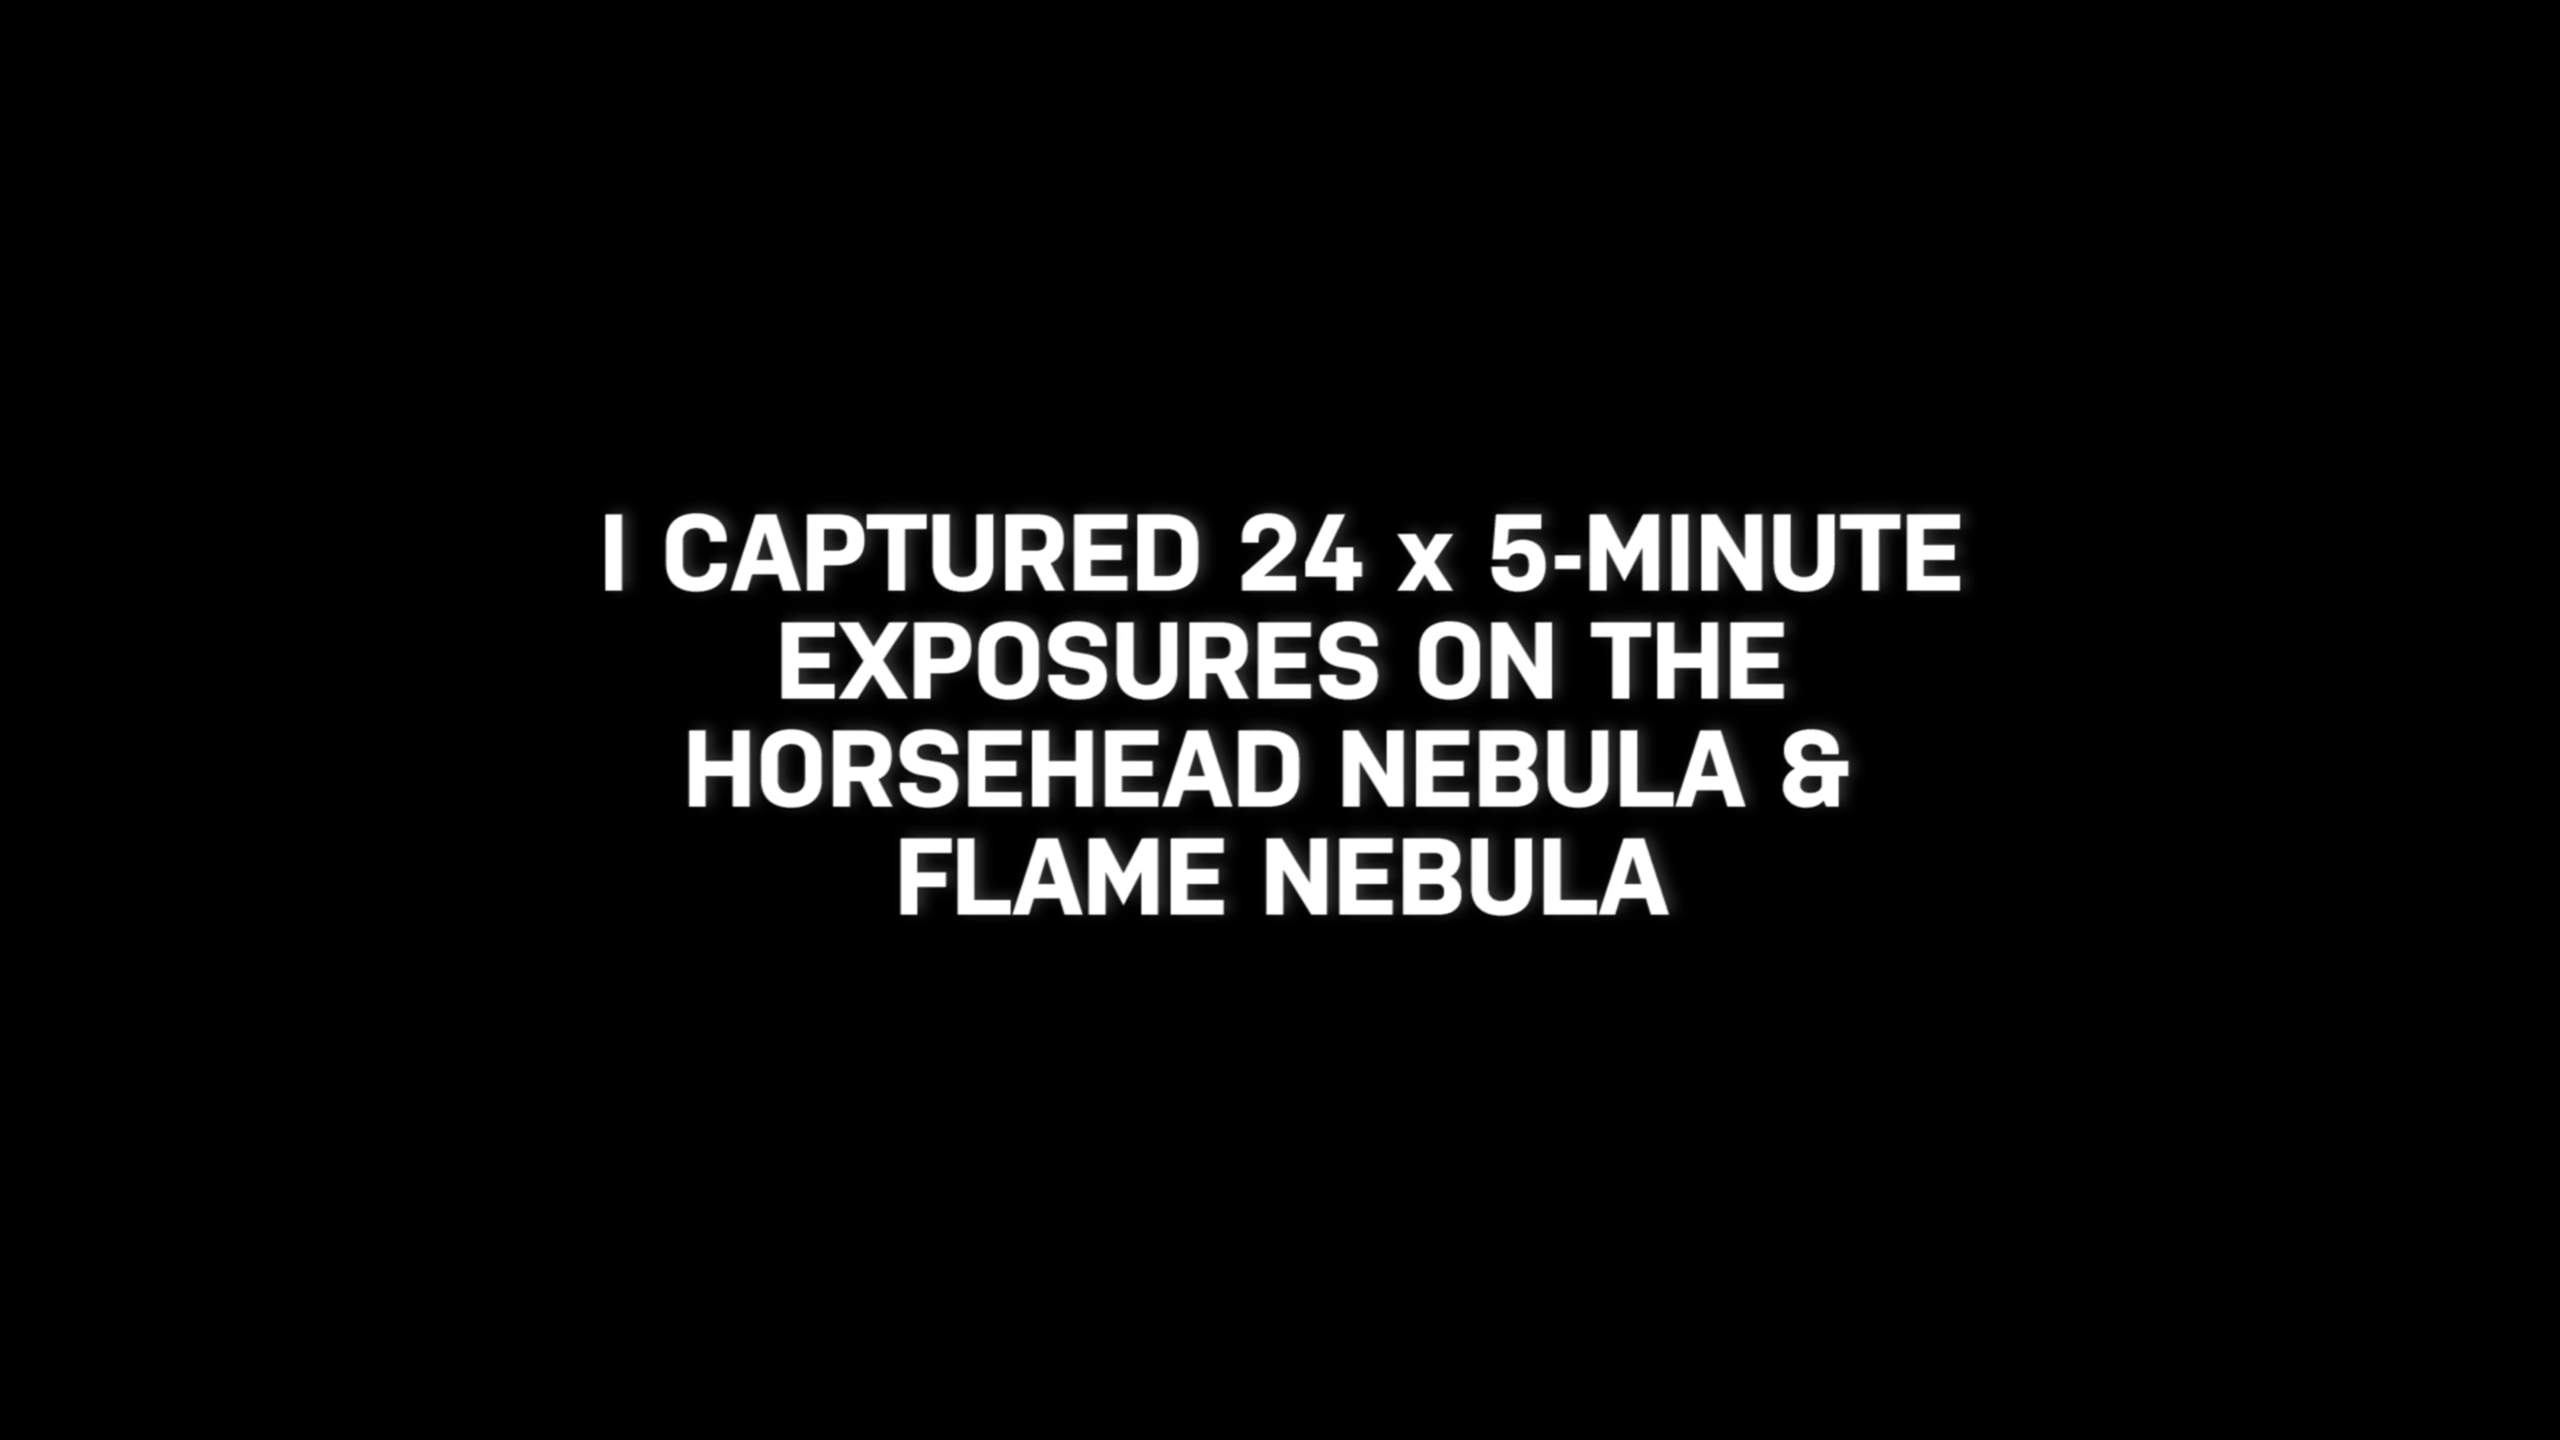 I CAPTURED 24 x 5-MINUTE
EXPOSURES ON THE
HORSEHEAD NEBULA &
FLAME NEBULA